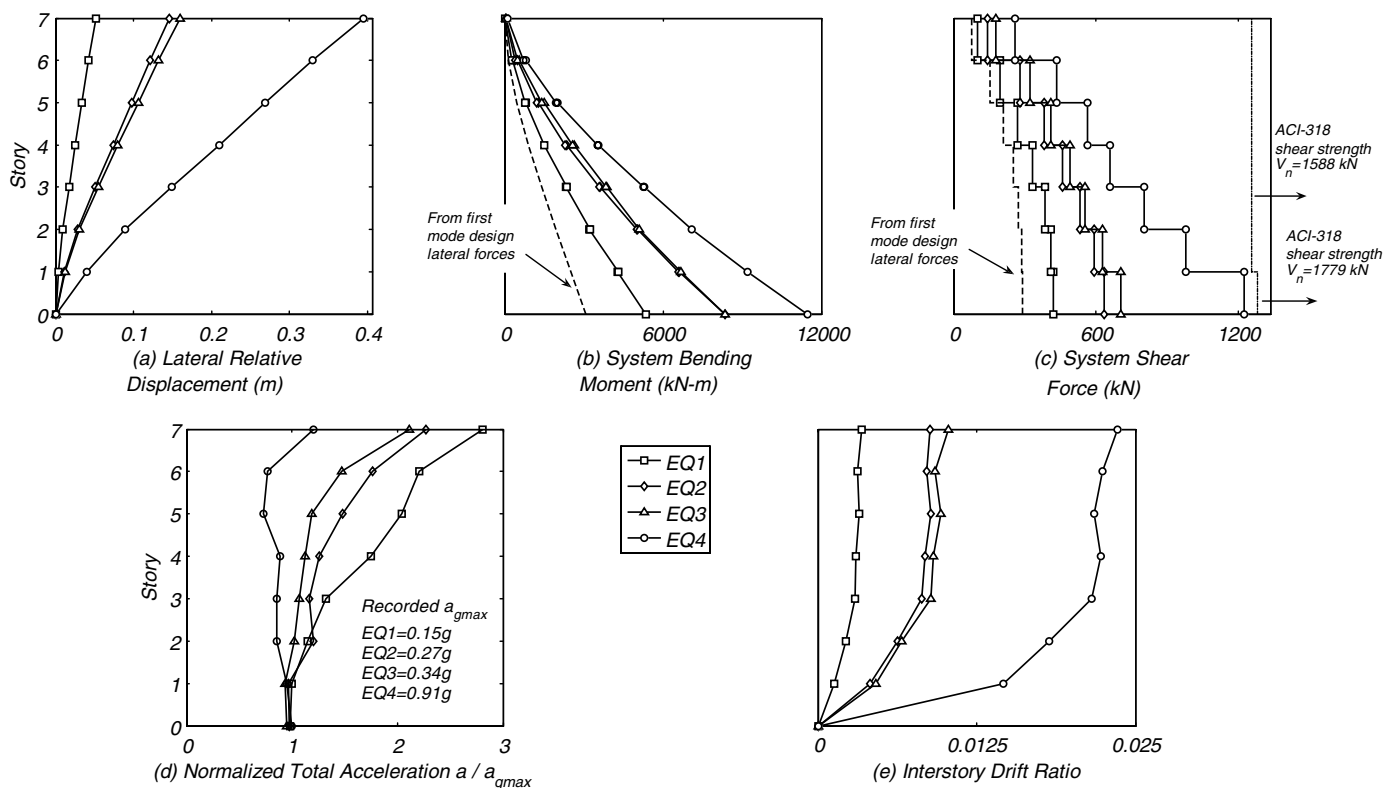 7
6
5
4
3
2
1
0
Story
0
0.1
0.2
0.3
0.4
(a) Lateral Relative
Displacement (m)
From first
mode design
lateral forces
0
6000
12000
(b) System Bending
Moment (kN-m)
From first
mode design
lateral forces
ACI-318
shear strength
Vn=1588 kN
ACI-318
shear strength
Vn=1779 kN
0
600
1200
(c) System Shear
Force (kN)
7
6
5
4
3
2
1
0
Story
Recorded agmax
EQ1=0.15g
EQ2=0.27g
EQ3=0.34g
EQ4=0.91g
0
1
2
3
(d) Normalized Total Acceleration a / agmax
EQ1
EQ2
EQ3
EQ4
0
0.0125
0.025
(e) Interstory Drift Ratio